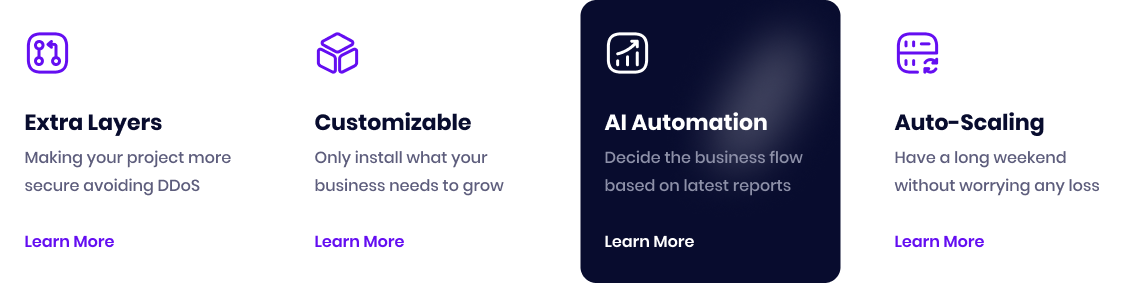 Extra Layers
Making your project more
secure avoiding DDoS
Learn More
Customizable
Only install what your
business needs to grow
Learn More
AI Automation
Decide the business flow
based on latest reports
Learn More
Auto-Scaling
Have a long weekend
without worrying any loss
Learn More